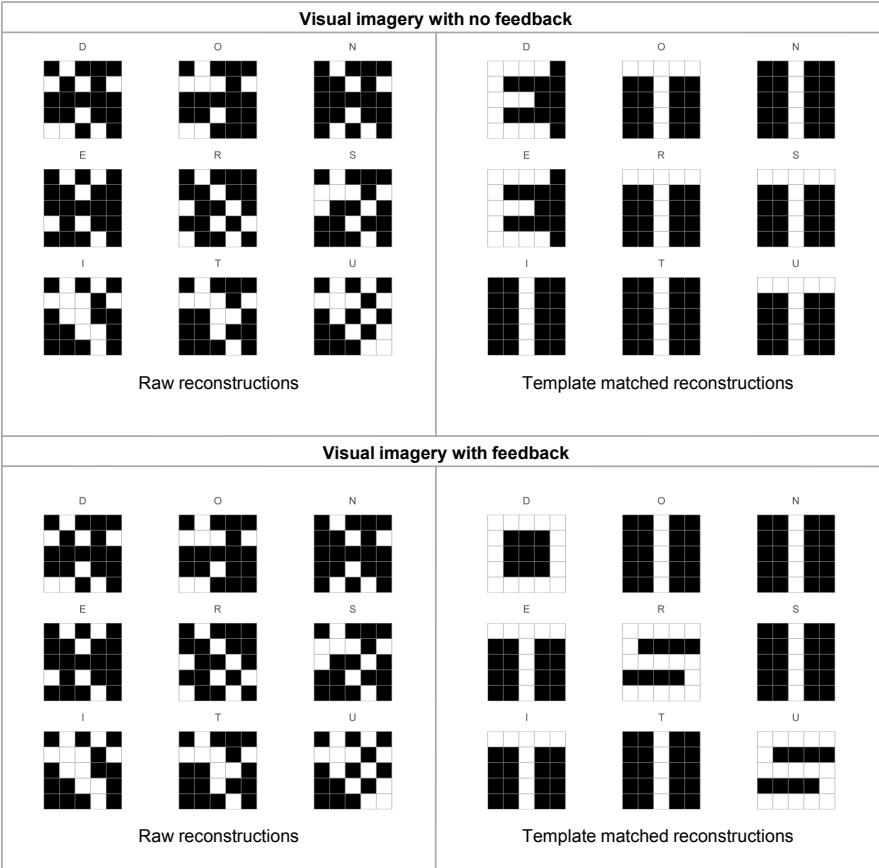 Visual imagery with no feedback
D O N
E R S
I T U
Raw reconstructions
D O N
E R S
I T U
Template matched reconstructions
Visual imagery with feedback
D O N
E R S
I T U
Raw reconstructions
D O N
E R S
I T U
Template matched reconstructions